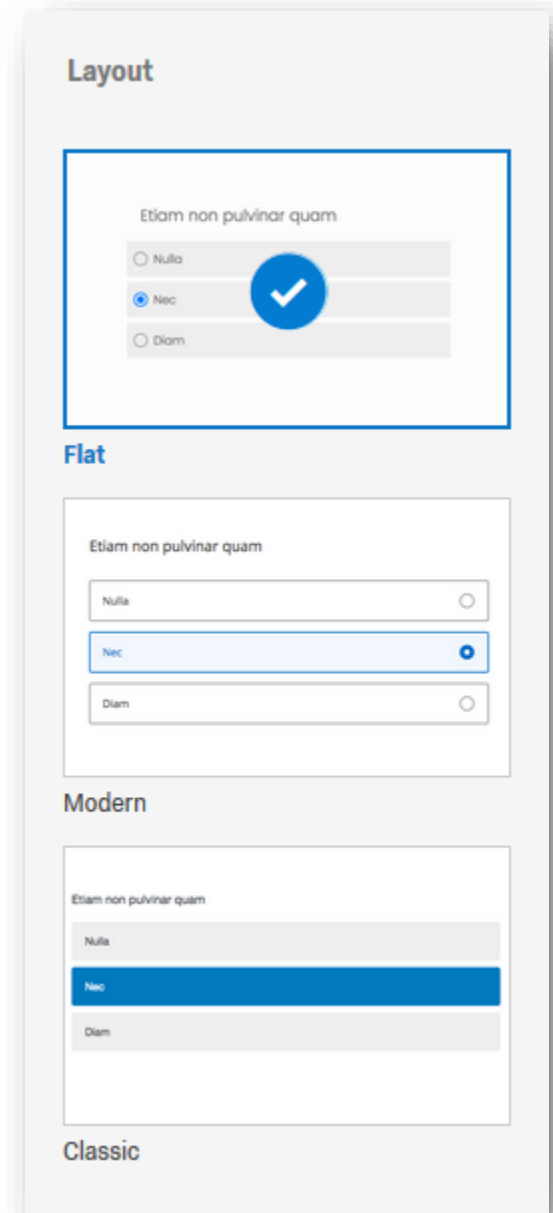 Layout
Etiam non pulvinar quam
Nulla
Nec
Diam
Flat
Etiam non pulvinar quam
Nulla
Nec
Diam
Modern
Etiam non pulvinar quam
Nulla
Nec
Diam
Classic